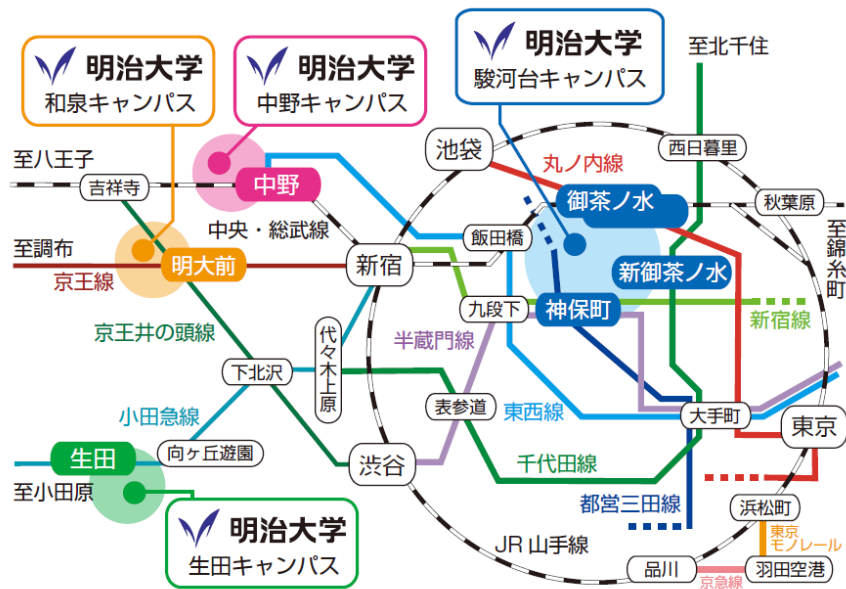 明治大学
和泉キャンパス
明治大学
中野キャンパス
明治大学
駿河台キャンパス
至北千住
池袋
丸ノ内線
西日暮里
至八王子
吉祥寺
中野
御茶ノ水
秋葉原
中央・総武線
飯田橋
至錦糸町
至調布
明大前
新宿
新御茶ノ水
京王線
九段下
神保町
新宿線
京王井の頭線
代々木上原
半蔵門線
下北沢
小田急線
表参道
東西線
大手町
東京
生田
向ヶ丘遊園
渋谷
千代田線
至小田原
都営三田線
浜松町
明治大学
生田キャンパス
JR山手線
東京
モノレール
品川
京急線
羽田空港